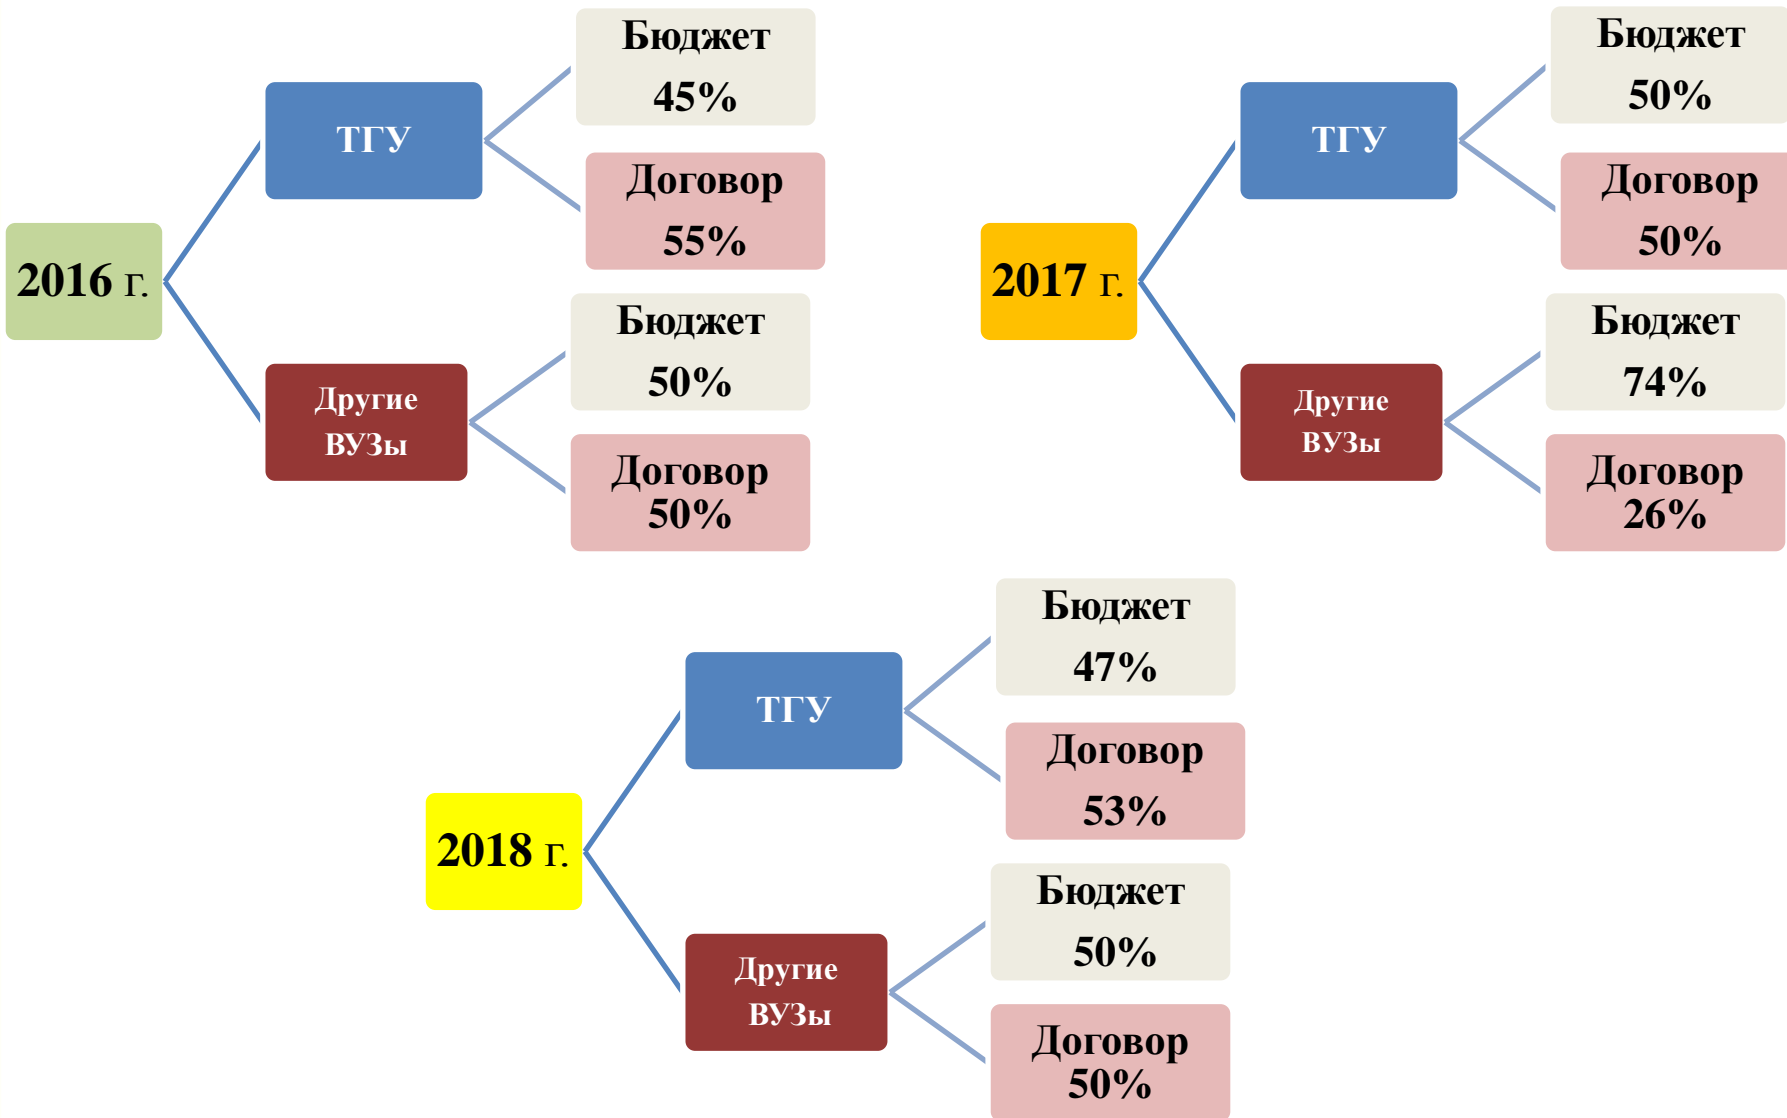 2016 г.
ТГУ
Бюджет
45%
Договор
55%
Другие
ВУЗы
Бюджет
50%
Договор
50%
2017 г.
ТГУ
Бюджет
50%
Договор
50%
Другие
ВУЗы
Бюджет
74%
Договор
26%
2018 г.
ТГУ
Бюджет
47%
Договор
53%
Другие
ВУЗы
Бюджет
50%
Договор
50%